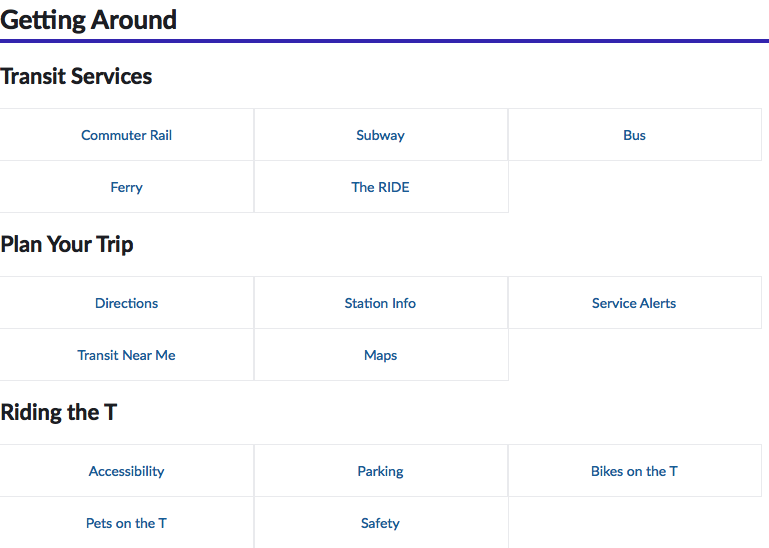 Getting Around
Transit Services
Commuter Rail Subway Bus
Ferry The RIDE
Plan Your Trip
Directions Station Info Service Alerts
Transit Near Me Maps
Riding the T
Accessibility Parking Bikes on the T
Pets on the T Safety